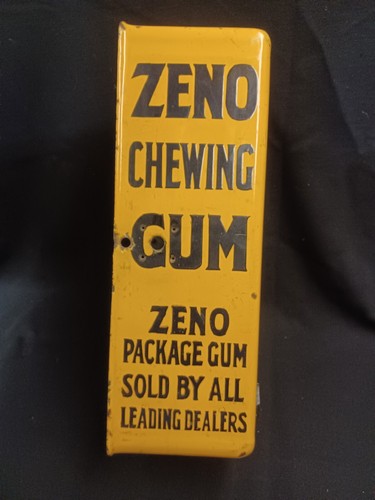 ZENO
CHEWING
GUM
ZENO
PACKAGE GUM
SOLD BY ALL
LEADING DEALERS